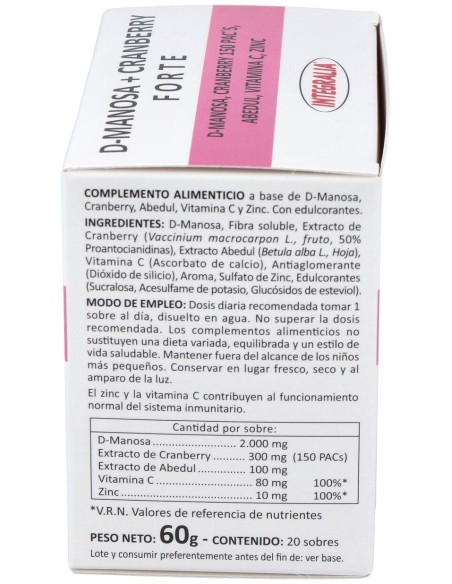 D-MANOSA + CRANBERRY
FORTE
D-MANOSA, CRANBERRY 150 PAC'S,
ABEDUL, VITAMINA C, ZINC
INTEGRALIA
COMPLEMENTO ALIMENTICIO a base de D-Manosa,
Cranberry, Abedul, Vitamina C y Zinc. Con edulcorantes.
INGREDIENTES: D-Manosa, Fibra soluble, Extracto de
Cranberry (Vaccinium macrocarpon L., fruto, 50%
Proantocianidinas), Extracto Abedul (Betula alba L., Hoja),
Vitamina C (Ascorbato de calcio), Antiaglomerante
(Dióxido de silicio), Aroma, Sulfato de Zinc, Edulcorantes
(Sucralosa, Acesulfame de potasio, Glucósidos de esteviol).
MODO DE EMPLEO: Dosis diaria recomendada tomar 1
sobre al día, disuelto en agua. No superar la dosis
recomendada. Los complementos alimenticios no
sustituyen una dieta variada, equilibrada y un estilo de
vida saludable. Mantener fuera del alcance de los niños
más pequeños. Conservar en lugar fresco, seco y al
amparo de la luz.
El zinc y la vitamina C contribuyen al funcionamiento
normal del sistema inmunitario.
Cantidad por sobre:
D-Manosa.......................... 2.000 mg
Extracto de Cranberry........ 300 mg (150 PACs)
Extracto de Abedul............. 100 mg
Vitamina C........................... 80 mg 100%*
Zinc...................................... 10 mg 100%*
*V.R.N. Valores de referencia de nutrientes
PESO NETO: 60g - CONTENIDO: 20 sobres
Lote y consumir preferentemente antes del fin de: ver base.